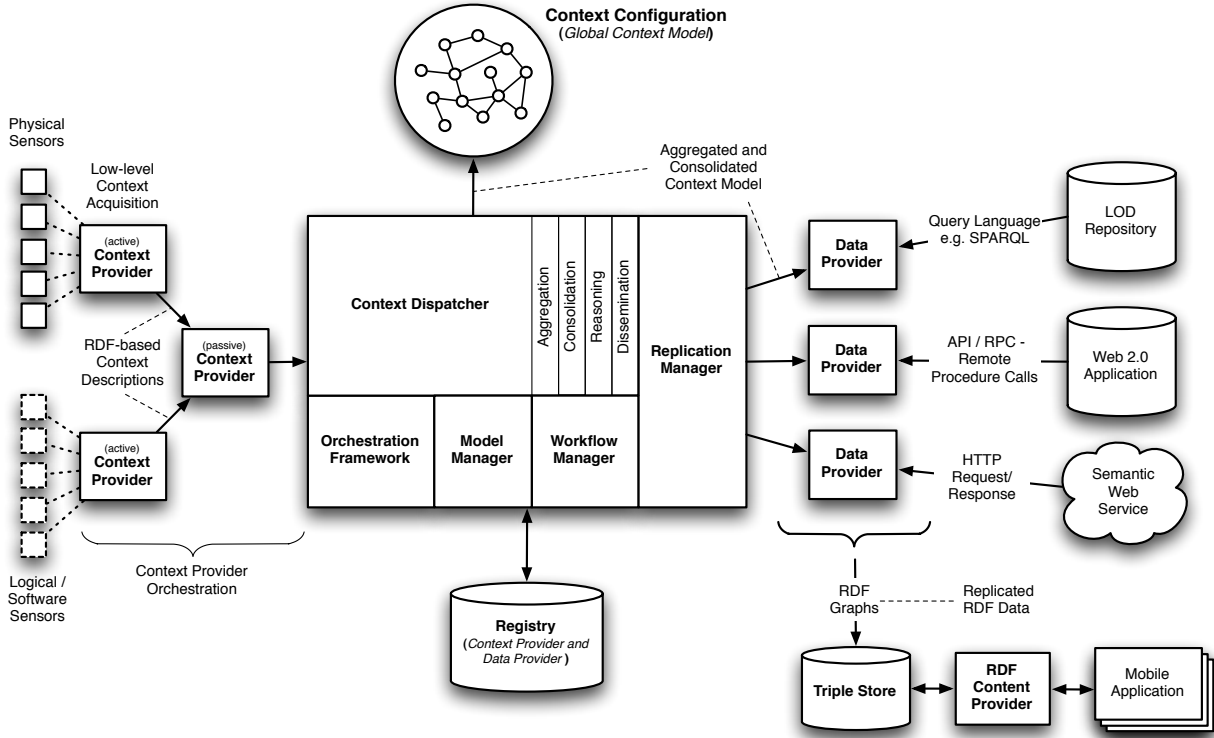 Context Configuration
(Global Context Model)
Physical
Sensors
Low-level
Context
Acquisition
(active)
Context
Provider
RDF-based
Context
Descriptions
(passive)
Context
Provider
(active)
Context
Provider
Logical /
Software
Sensors
Context Provider
Orchestration
Context Dispatcher
Aggregation
Consolidation
Reasoning
Dissemination
Replication
Manager
Orchestration
Framework
Model
Manager
Workflow
Manager
Registry
(Context Provider and
Data Provider)
Aggregated and
Consolidated
Context Model
Data
Provider
Query Language
e.g. SPARQL
LOD
Repository
Data
Provider
API / RPC -
Remote
Procedure Calls
Web 2.0
Application
Data
Provider
HTTP
Request/
Response
Semantic
Web
Service
RDF
Graphs
Replicated
RDF Data
Triple Store
RDF
Content
Provider
Mobile
Application